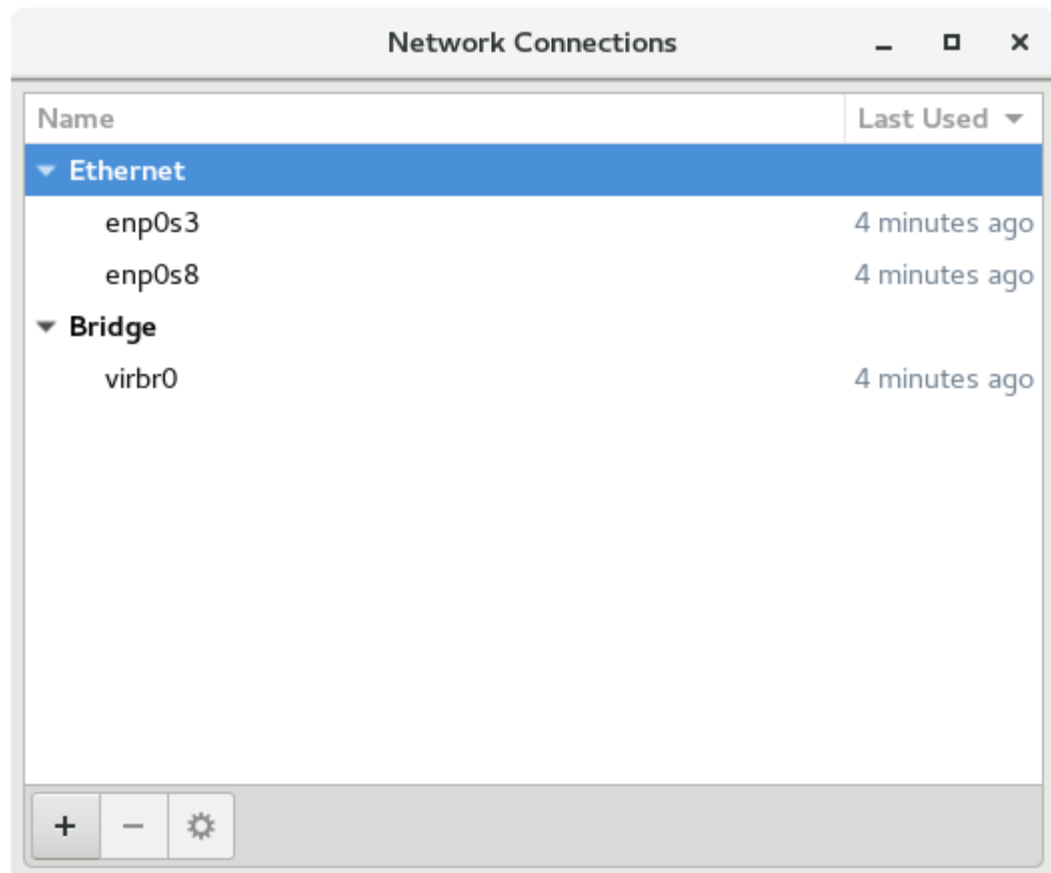 Network Connections
Name Last Used
Ethernet
enp0s3 4 minutes ago
enp0s8 4 minutes ago
Bridge
virbr0 4 minutes ago